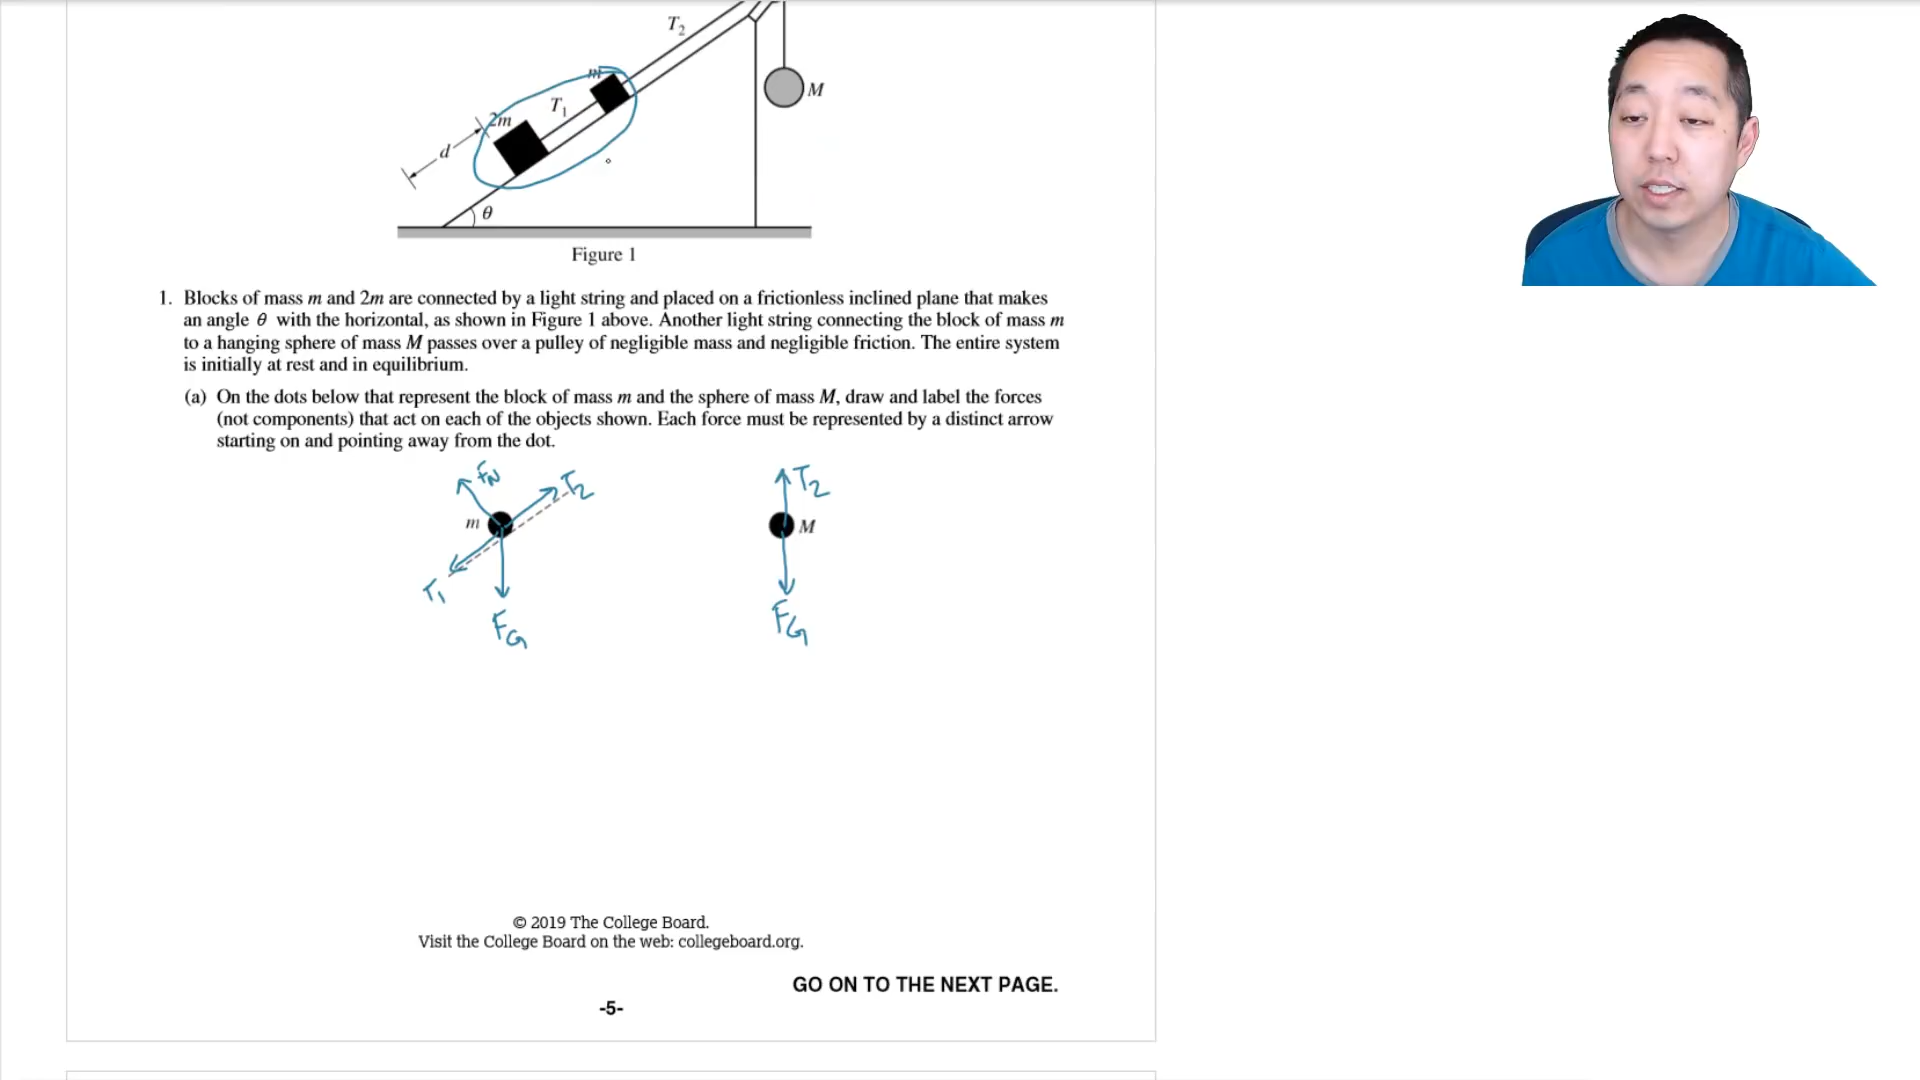 T2
m
M
T1
2m
d
θ
Figure 1
1. Blocks of mass m and 2m are connected by a light string and placed on a frictionless inclined plane that makes
an angle θ with the horizontal, as shown in Figure 1 above. Another light string connecting the block of mass m
to a hanging sphere of mass M passes over a pulley of negligible mass and negligible friction. The entire system
is initially at rest and in equilibrium.
(a) On the dots below that represent the block of mass m and the sphere of mass M, draw and label the forces
(not components) that act on each of the objects shown. Each force must be represented by a distinct arrow
starting on and pointing away from the dot.
FN
T2
T2
m
M
T1
FG
FG
© 2019 The College Board.
Visit the College Board on the web: collegeboard.org.
GO ON TO THE NEXT PAGE.
-5-